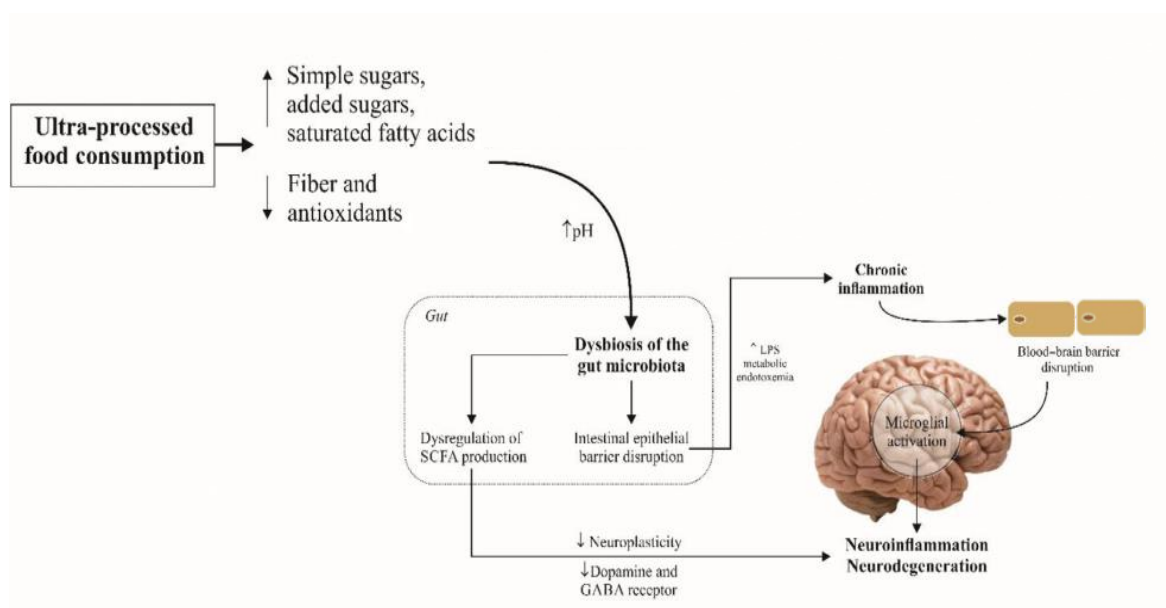 Ultra-processed
food consumption
↑ Simple sugars,
added sugars,
saturated fatty acids
↓ Fiber and
antioxidants
↑pH
Gut
Dysbiosis of the
gut microbiota
Dysregulation of
SCFA production
Intestinal epithelial
barrier disruption
^ LPS
metabolic
endotoxemia
Chronic
inflammation
Blood-brain barrier
disruption
Microglial
activation
↓ Neuroplasticity
↓Dopamine and
GABA receptor
Neuroinflammation
Neurodegeneration